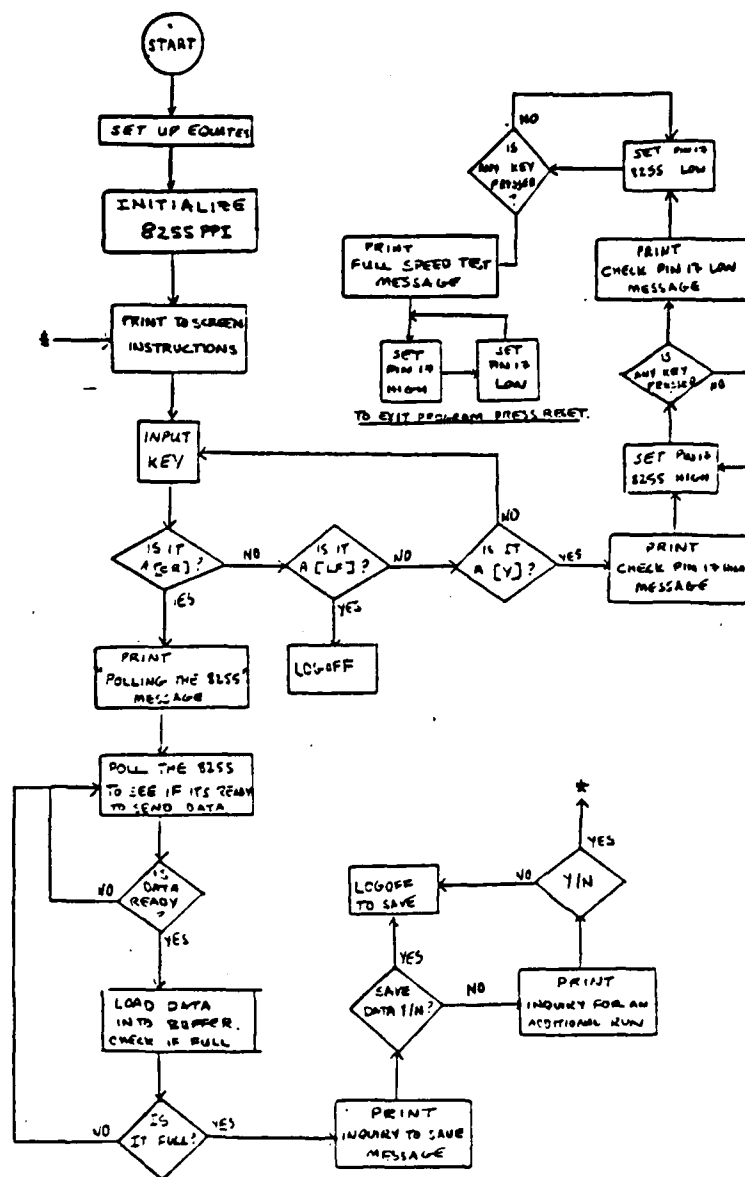 START
SET UP EQUATES
INITIALIZE
8255 PPI
*
PRINT TO SCREEN
INSTRUCTIONS
INPUT
KEY
IS IT
A [CR] ?
NO
YES
IS IT
A [LF] ?
NO
YES
LOGOFF
IS IT
A [Y] ?
NO
YES
PRINT
CHECK PIN 17 HIGH
MESSAGE
SET PIN 17
8255 HIGH
IS
ANY KEY
PRESSED
NO
PRINT
CHECK PIN 17 LOW
MESSAGE
SET PIN 17
8255 LOW
IS
ANY KEY
PRESSED
?
NO
PRINT
FULL SPEED TEST
MESSAGE
SET
PIN 17
HIGH
SET
PIN 17
LOW
TO EXIT PROGRAM PRESS RESET.
PRINT
"POLLING THE 8255"
MESSAGE
POLL THE 8255
TO SEE IF ITS READY
TO SEND DATA
IS
DATA
READY
?
NO
YES
LOAD DATA
INTO BUFFER.
CHECK IF FULL
IS
IT FULL?
NO
YES
PRINT
INQUIRY TO SAVE
MESSAGE
SAVE
DATA Y/N?
YES
NO
LOGOFF
TO SAVE
PRINT
INQUIRY FOR AN
ADDITIONAL RUN
Y/N
NO
YES
*